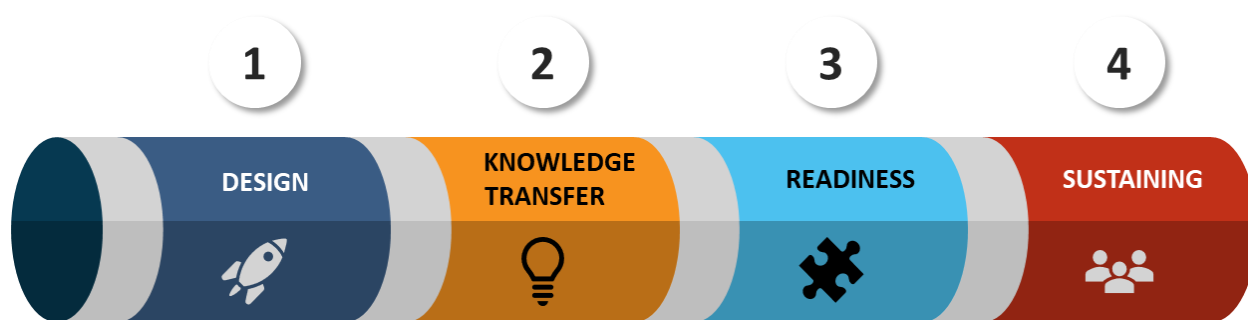 1
2
3
4
DESIGN
KNOWLEDGE
TRANSFER
READINESS
SUSTAINING